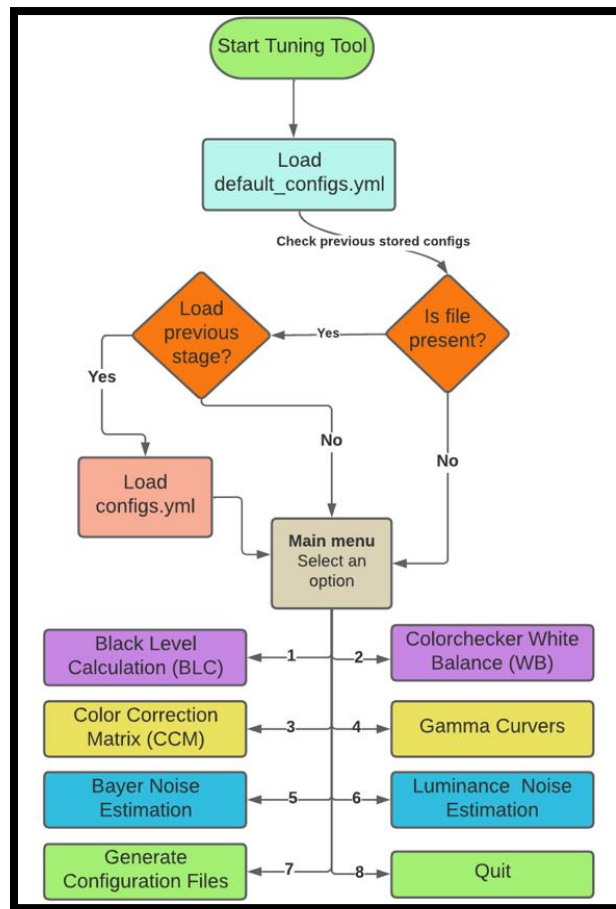 Start Tuning Tool
Load
default_configs.yml
Check previous stored configs
Is file
present?
Yes
Load
previous
stage?
Yes
No
No
Load
configs.yml
Main menu
Select an
option
Black Level
Calculation (BLC)
1
2
Colorchecker White
Balance (WB)
Color Correction
Matrix (CCM)
3
4
Gamma Curvers
Bayer Noise
Estimation
5
6
Luminance Noise
Estimation
Generate
Configuration Files
7
8
Quit